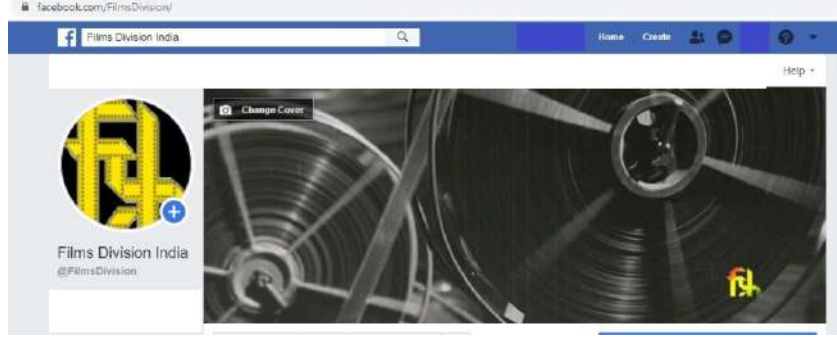 facebook.com/FilmsDivision/
Films Division India
Home Create
Help
Change Cover
Films Division India
@FilmsDivision